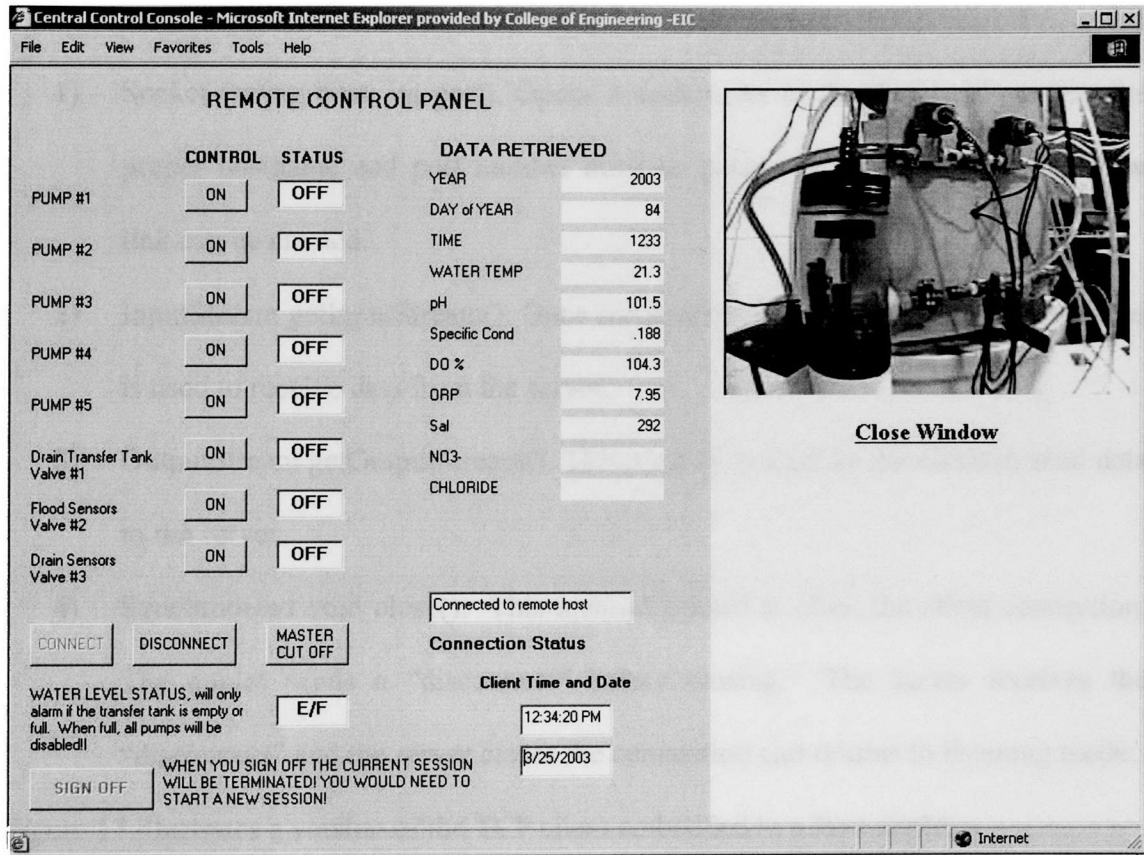 Central Control Console - Microsoft Internet Explorer provided by College of Engineering -EIC
File Edit View Favorites Tools Help
REMOTE CONTROL PANEL
CONTROL STATUS
PUMP #1 ON OFF
PUMP #2 ON OFF
PUMP #3 ON OFF
PUMP #4 ON OFF
PUMP #5 ON OFF
Drain Transfer Tank
Valve #1 ON OFF
Flood Sensors
Valve #2 ON OFF
Drain Sensors
Valve #3 ON OFF
CONNECT DISCONNECT MASTER
CUT OFF
WATER LEVEL STATUS, will only
alarm if the transfer tank is empty or
full. When full, all pumps will be
disabled!!
E/F
SIGN OFF
WHEN YOU SIGN OFF THE CURRENT SESSION
WILL BE TERMINATED! YOU WOULD NEED TO
START A NEW SESSION!
DATA RETRIEVED
YEAR 2003
DAY of YEAR 84
TIME 1233
WATER TEMP 21.3
pH 101.5
Specific Cond .188
DO % 104.3
ORP 7.95
Sal 292
NO3-
CHLORIDE
Connected to remote host
Connection Status
Client Time and Date
12:34:20 PM
3/25/2003
Close Window
Internet